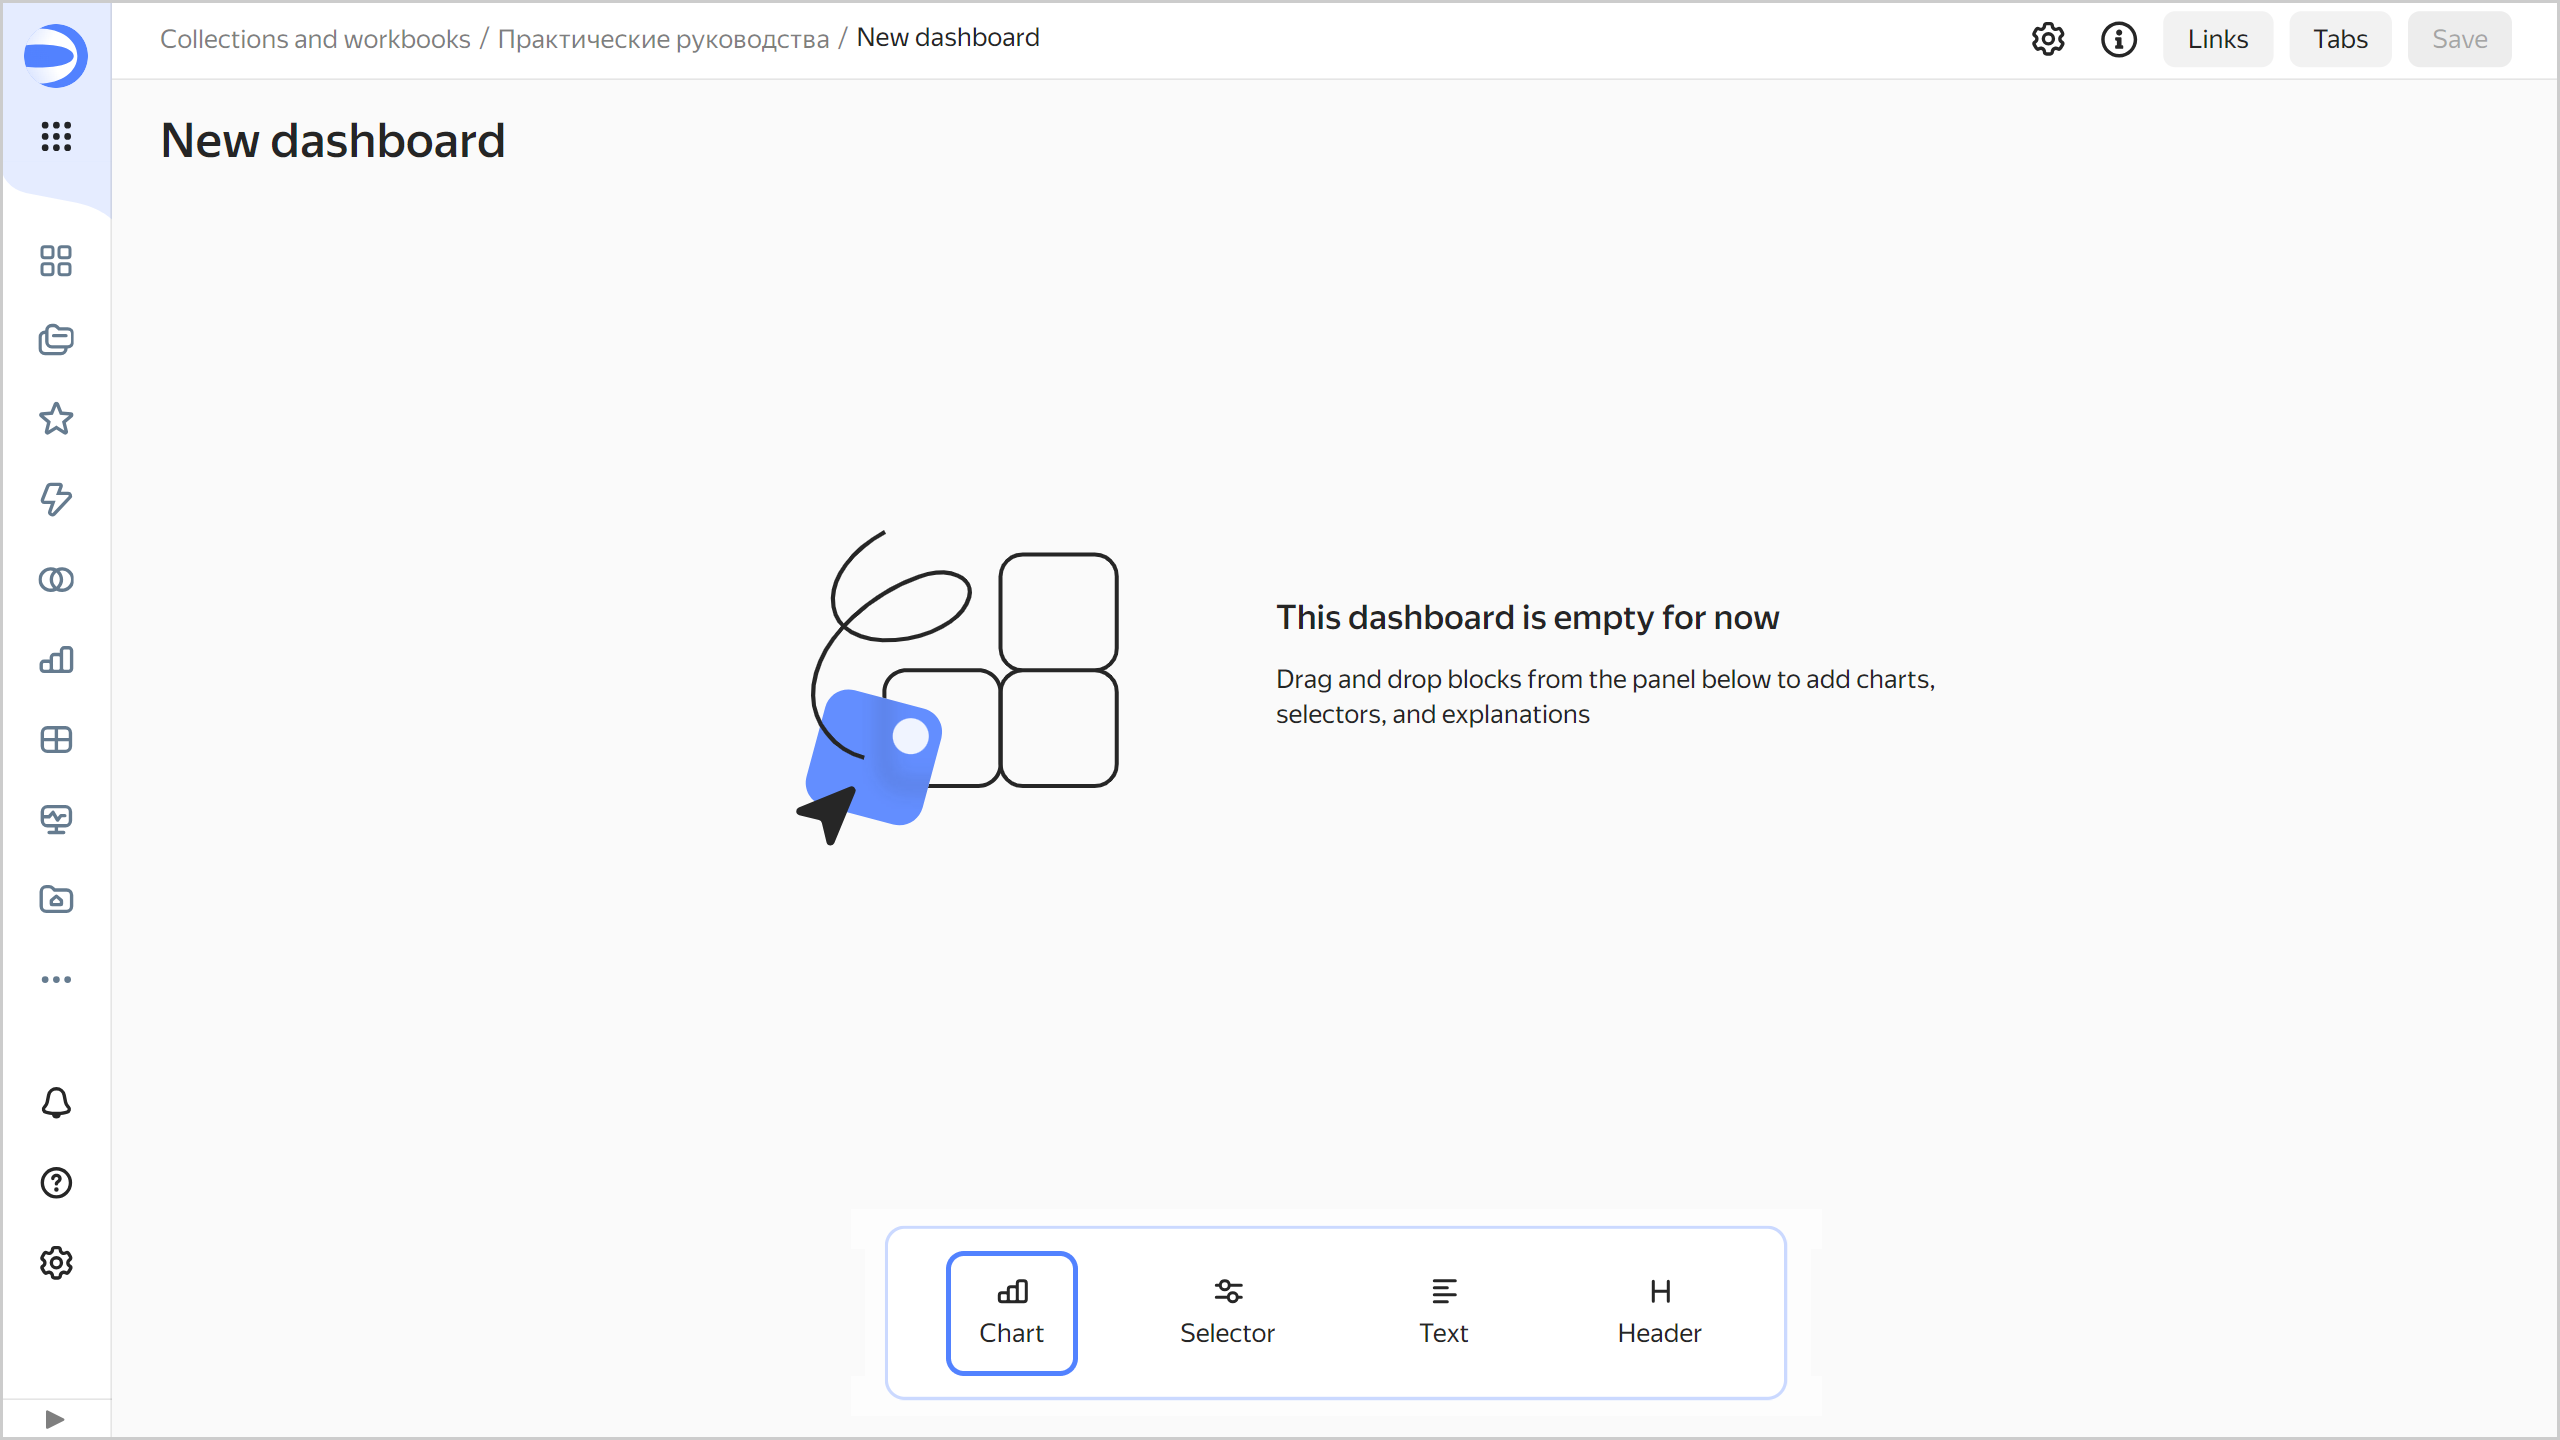 Collections and workbooks / Практические руководства / New dashboard
Links
Tabs
Save
New dashboard
This dashboard is empty for now
Drag and drop blocks from the panel below to add charts,
selectors, and explanations
Chart
Selector
Text
Header